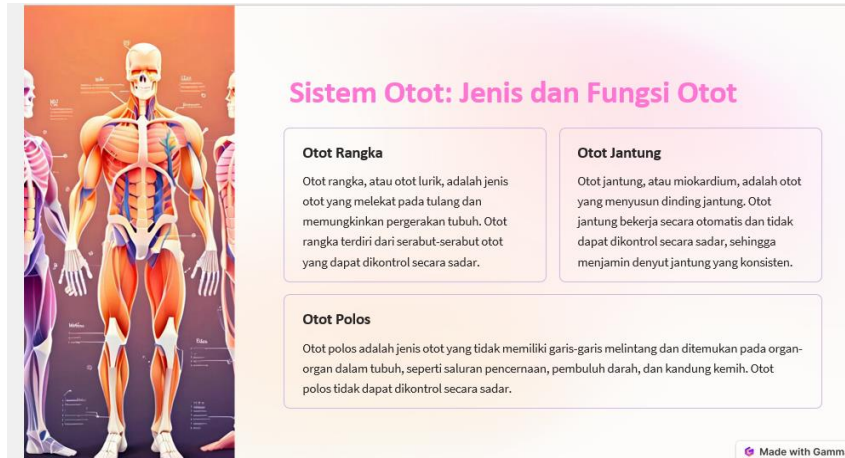 Sistem Otot: Jenis dan Fungsi Otot
Otot Rangka
Otot rangka, atau otot lurik, adalah jenis
otot yang melekat pada tulang dan
memungkinkan pergerakan tubuh. Otot
rangka terdiri dari serabut-serabut otot
yang dapat dikontrol secara sadar.
Otot Jantung
Otot jantung, atau miokardium, adalah otot
yang menyusun dinding jantung. Otot
jantung bekerja secara otomatis dan tidak
dapat dikontrol secara sadar, sehingga
menjamin denyut jantung yang konsisten.
Otot Polos
Otot polos adalah jenis otot yang tidak memiliki garis-garis melintang dan ditemukan pada organ-
organ dalam tubuh, seperti saluran pencernaan, pembuluh darah, dan kandung kemih. Otot
polos tidak dapat dikontrol secara sadar.
Made with Gamm